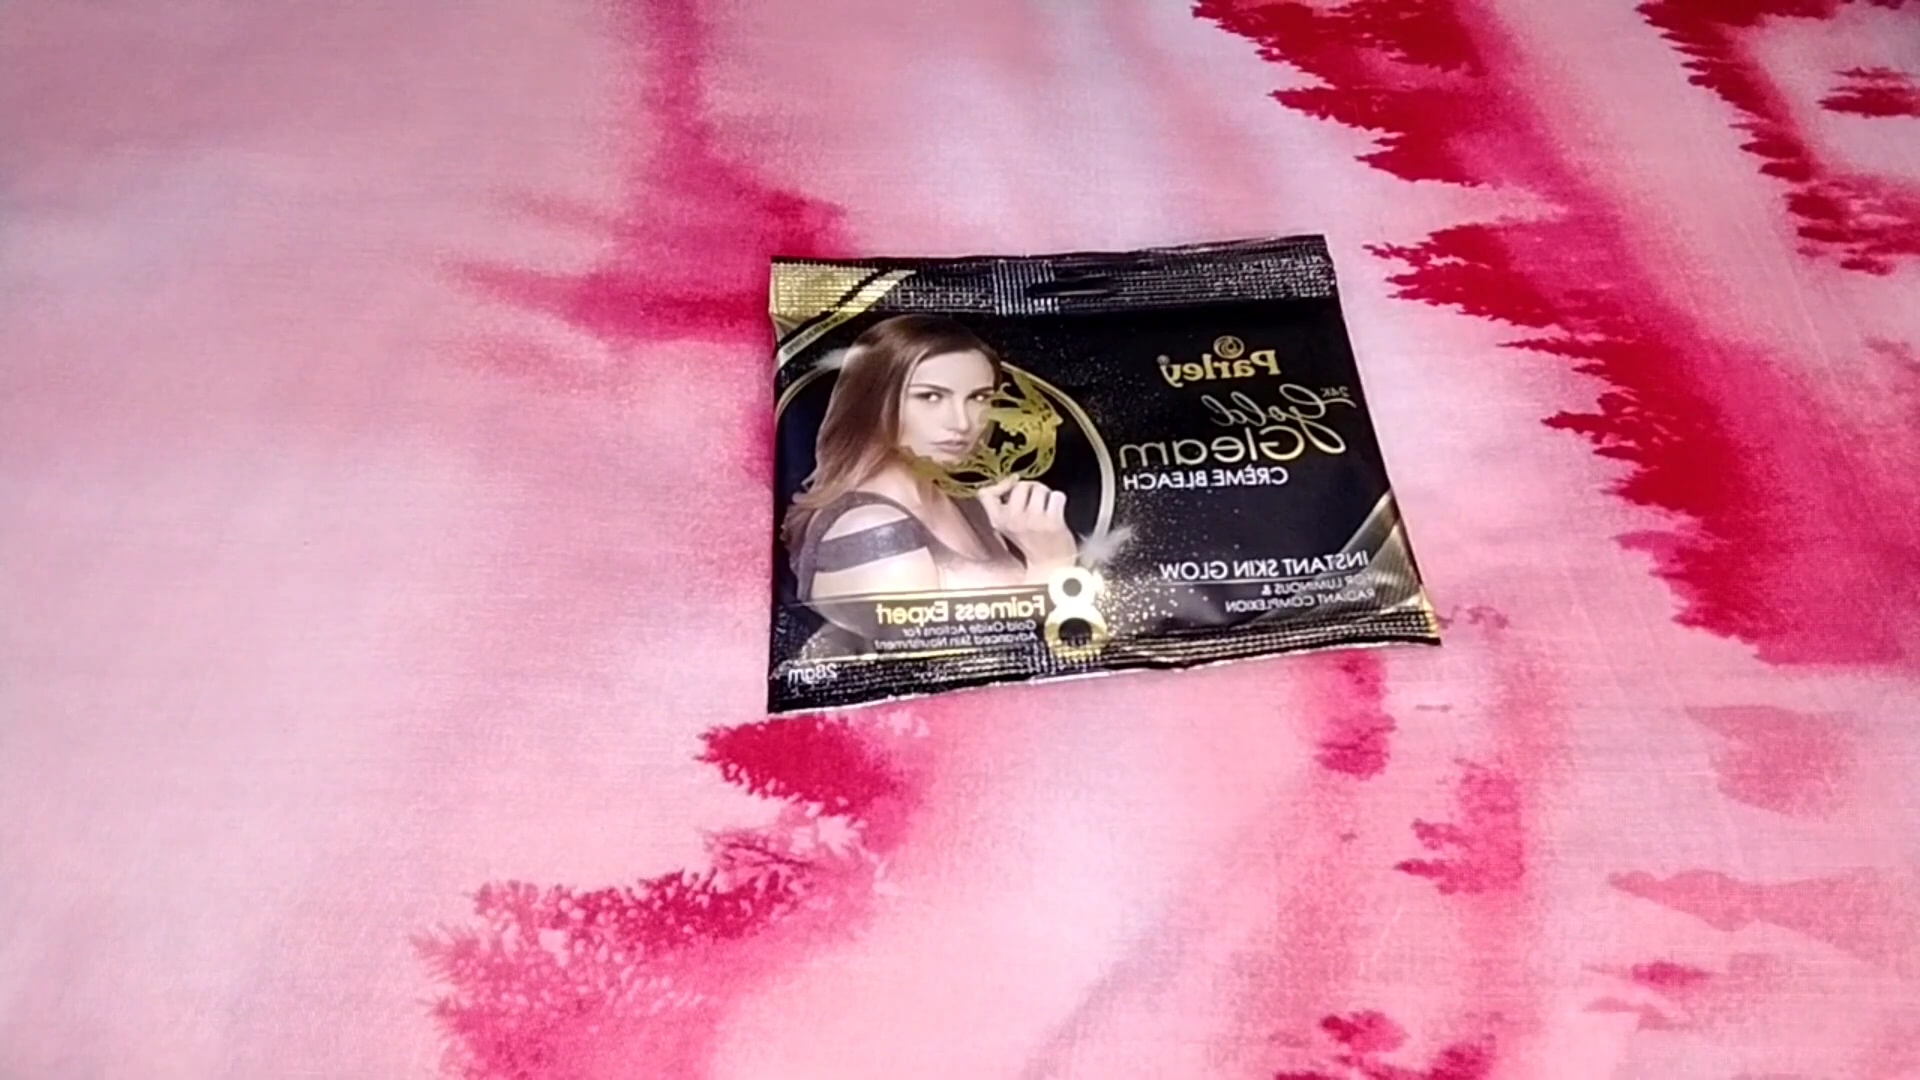 Parley
24K
Gold
Gleam
CRÈME BLEACH
INSTANT SKIN GLOW
FOR LUMINOUS &
RADIANT COMPLEXION
8 Fairness Expert
Gold Oxide Actions For
Advanced Skin Nourishment
28gm